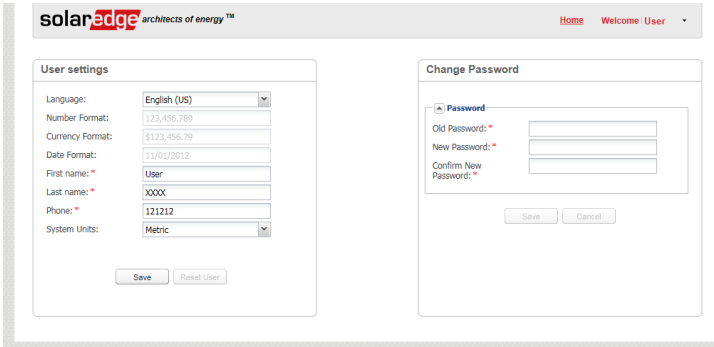 solaredge architects of energy ™
Home Welcome | User
User settings
Language: English (US)
Number Format: 123,456.789
Currency Format: $123,456.79
Date Format: 11/01/2012
First name: * User
Last name: * XXXX
Phone: * 121212
System Units: Metric
Save Reset User
Change Password
Password
Old Password: *
New Password: *
Confirm New
Password: *
Save Cancel